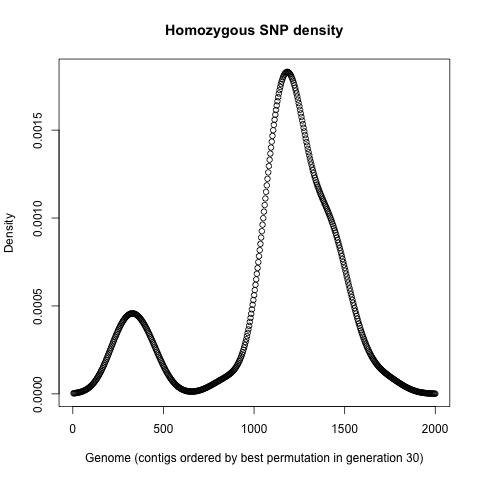 Homozygous SNP density
Density
0.0015
0.0010
0.0005
0.0000
0 500 1000 1500 2000
Genome (contigs ordered by best permutation in generation 30)